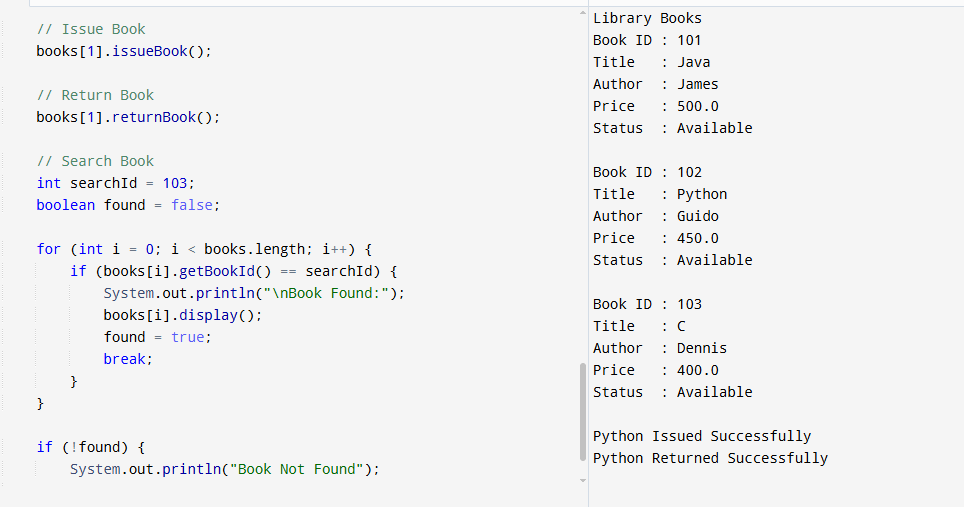 // Issue Book
books[1].issueBook();

// Return Book
books[1].returnBook();

// Search Book
int searchId = 103;
boolean found = false;

for (int i = 0; i < books.length; i++) {
    if (books[i].getBookId() == searchId) {
        System.out.println("\nBook Found:");
        books[i].display();
        found = true;
        break;
    }
}

if (!found) {
    System.out.println("Book Not Found");

Library Books
Book ID : 101
Title   : Java
Author  : James
Price   : 500.0
Status  : Available

Book ID : 102
Title   : Python
Author  : Guido
Price   : 450.0
Status  : Available

Book ID : 103
Title   : C
Author  : Dennis
Price   : 400.0
Status  : Available

Python Issued Successfully
Python Returned Successfully